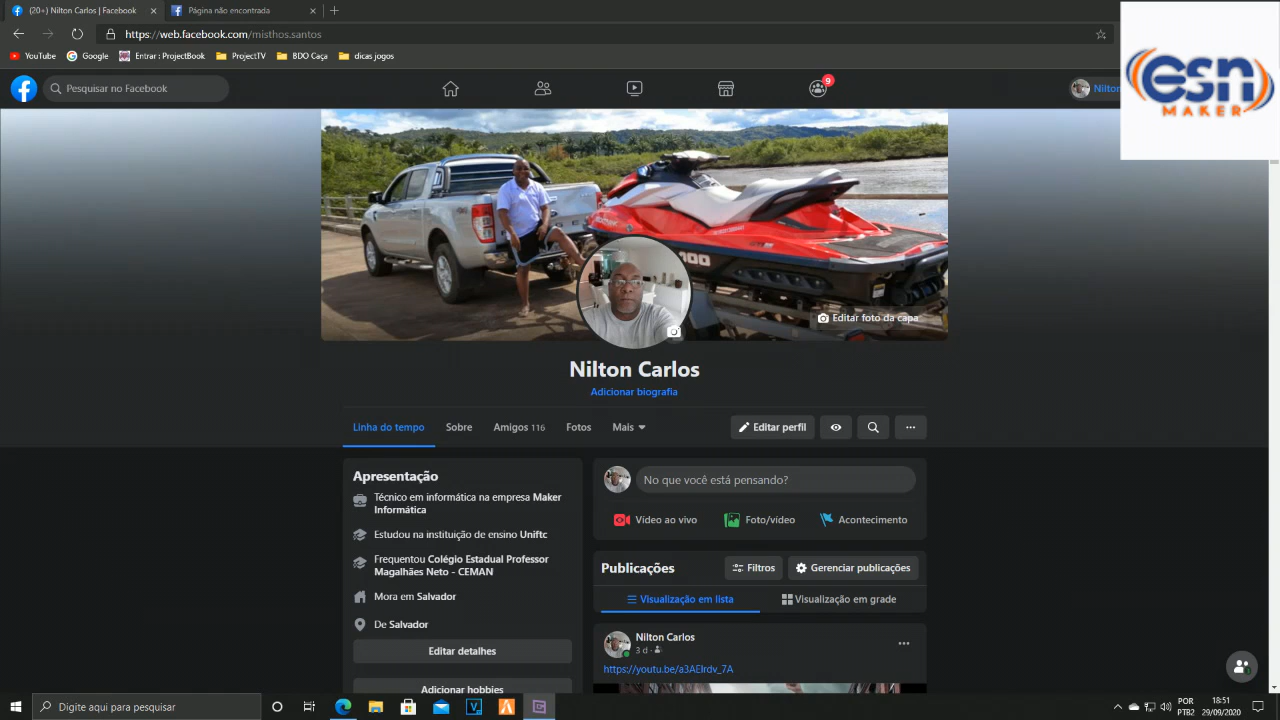 (20+) Nilton Carlos | Facebook
Página não encontrada
https://web.facebook.com/misthos.santos
YouTube
Google
Entrar : ProjectBook
ProjectTV
BDO Caça
dicas jogos
Pesquisar no Facebook
9
Nilton
esn
MAKER
Editar foto da capa
Nilton Carlos
Adicionar biografia
Linha do tempo
Sobre
Amigos 116
Fotos
Mais
Editar perfil
Apresentação
Técnico em informática na empresa Maker
Informática
Estudou na instituição de ensino Uniftc
Frequentou Colégio Estadual Professor
Magalhães Neto - CEMAN
Mora em Salvador
De Salvador
Editar detalhes
Adicionar hobbies
No que você está pensando?
Vídeo ao vivo
Foto/vídeo
Acontecimento
Publicações
Filtros
Gerenciar publicações
Visualização em lista
Visualização em grade
Nilton Carlos
3 d ·
https://youtu.be/a3AEIrdv_7A
Digite aqui para pesquisar
POR
PTB2
18:51
29/09/2020